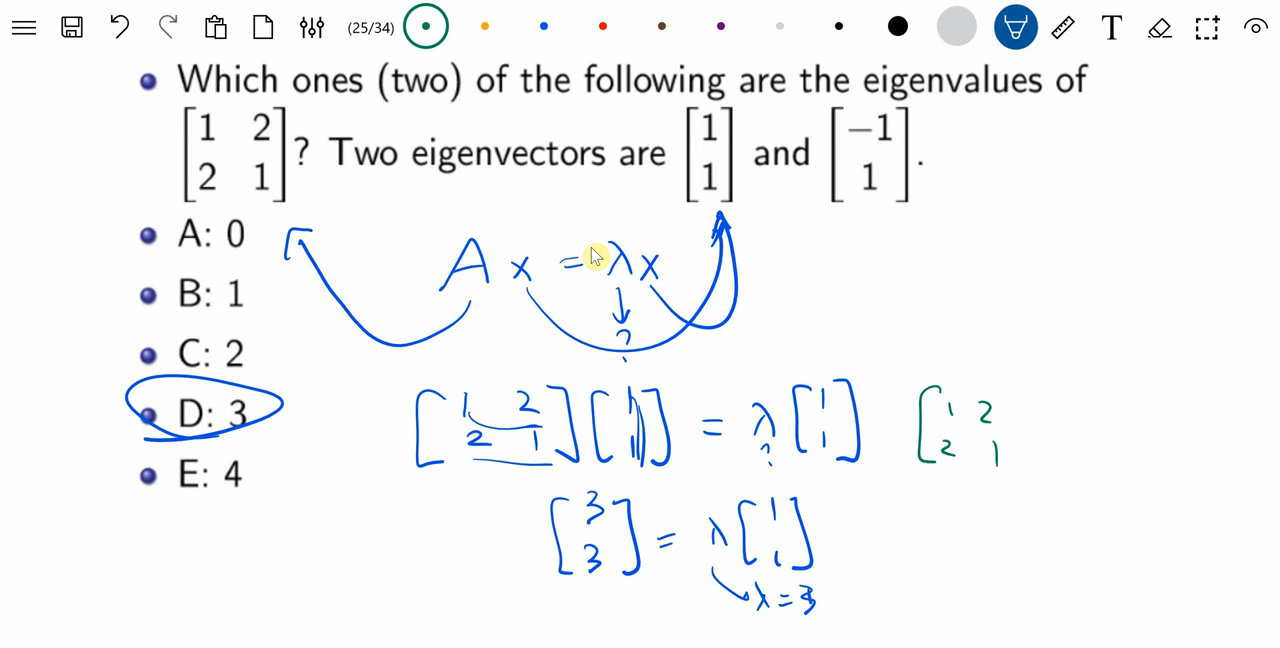 (25/34) T
Which ones (two) of the following are the eigenvalues of
[1 2
2 1]? Two eigenvectors are [1
1] and [−1
1].
A: 0
B: 1
C: 2
D: 3
E: 4
A x = λ x
?
[1 2
2 1] [1
1] = λ [1
1]
?
[1 2
2 1]
[3
3] = λ [1
1]
λ = 3